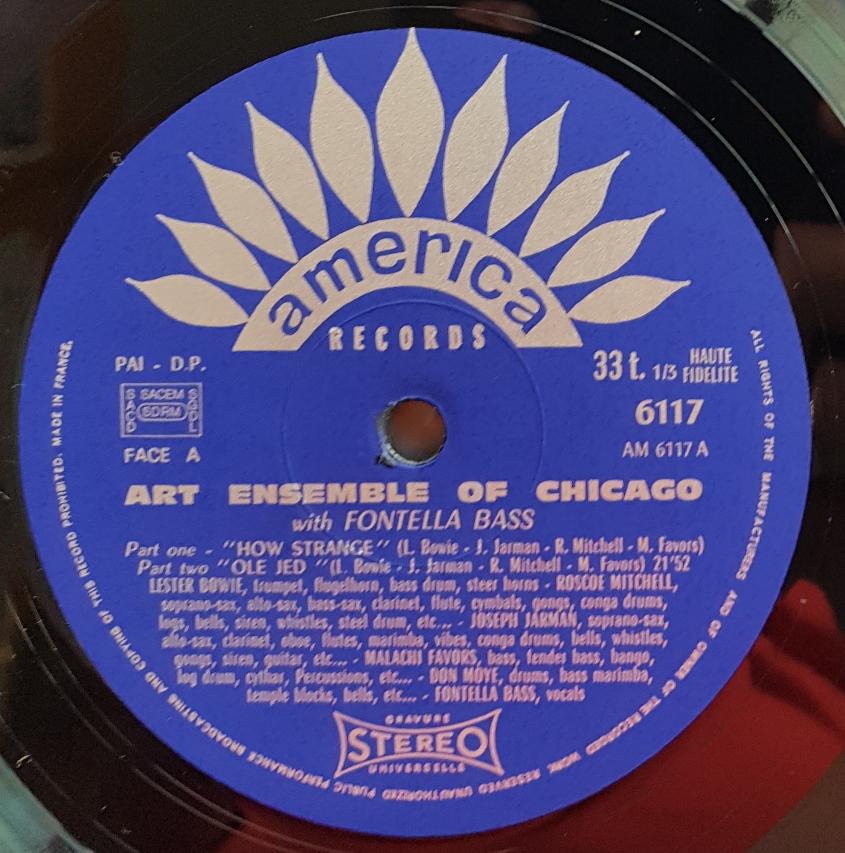 america
RECORDS
PAI - D.P.
33 t. 1/3 HAUTE FIDELITE
SACEM
SACD SDRM SGDL
6117
FACE A
AM 6117 A
ART ENSEMBLE OF CHICAGO
with FONTELLA BASS
Part one - "HOW STRANGE" (L. Bowie - J. Jarman - R. Mitchell - M. Favors)
Part two "OLE JED "(L. Bowie - J. Jarman - R. Mitchell - M. Favors) 21'52
LESTER BOWIE, trumpet, flugelhorn, bass drum, steer horns - ROSCOE MITCHELL,
soprano-sax, alto-sax, bass-sax, clarinet, flute, cymbals, gongs, conga drums,
logs, bells, siren, whistles, steel drum, etc... - JOSEPH JARMAN, soprano-sax,
alto-sax, clarinet, oboe, flutes, marimba, vibes, conga drums, bells, whistles,
gongs, siren, guitar, etc... - MALACHI FAVORS, bass, fender bass, bango,
log drum, cythar, Percussions, etc... - DON MOYE, drums, bass marimba,
temple blocks, bells, etc... - FONTELLA BASS, vocals
GRAVURE
STEREO
UNIVERSELLE
ALL RIGHTS OF THE MANUFACTURERS AND OF OWNER OF THE RECORDED WORK RESERVED UNAUTHORIZED PUBLIC PERFORMANCE BROADCASTING AND COPYING OF THIS RECORD PROHIBITED. MADE IN FRANCE.